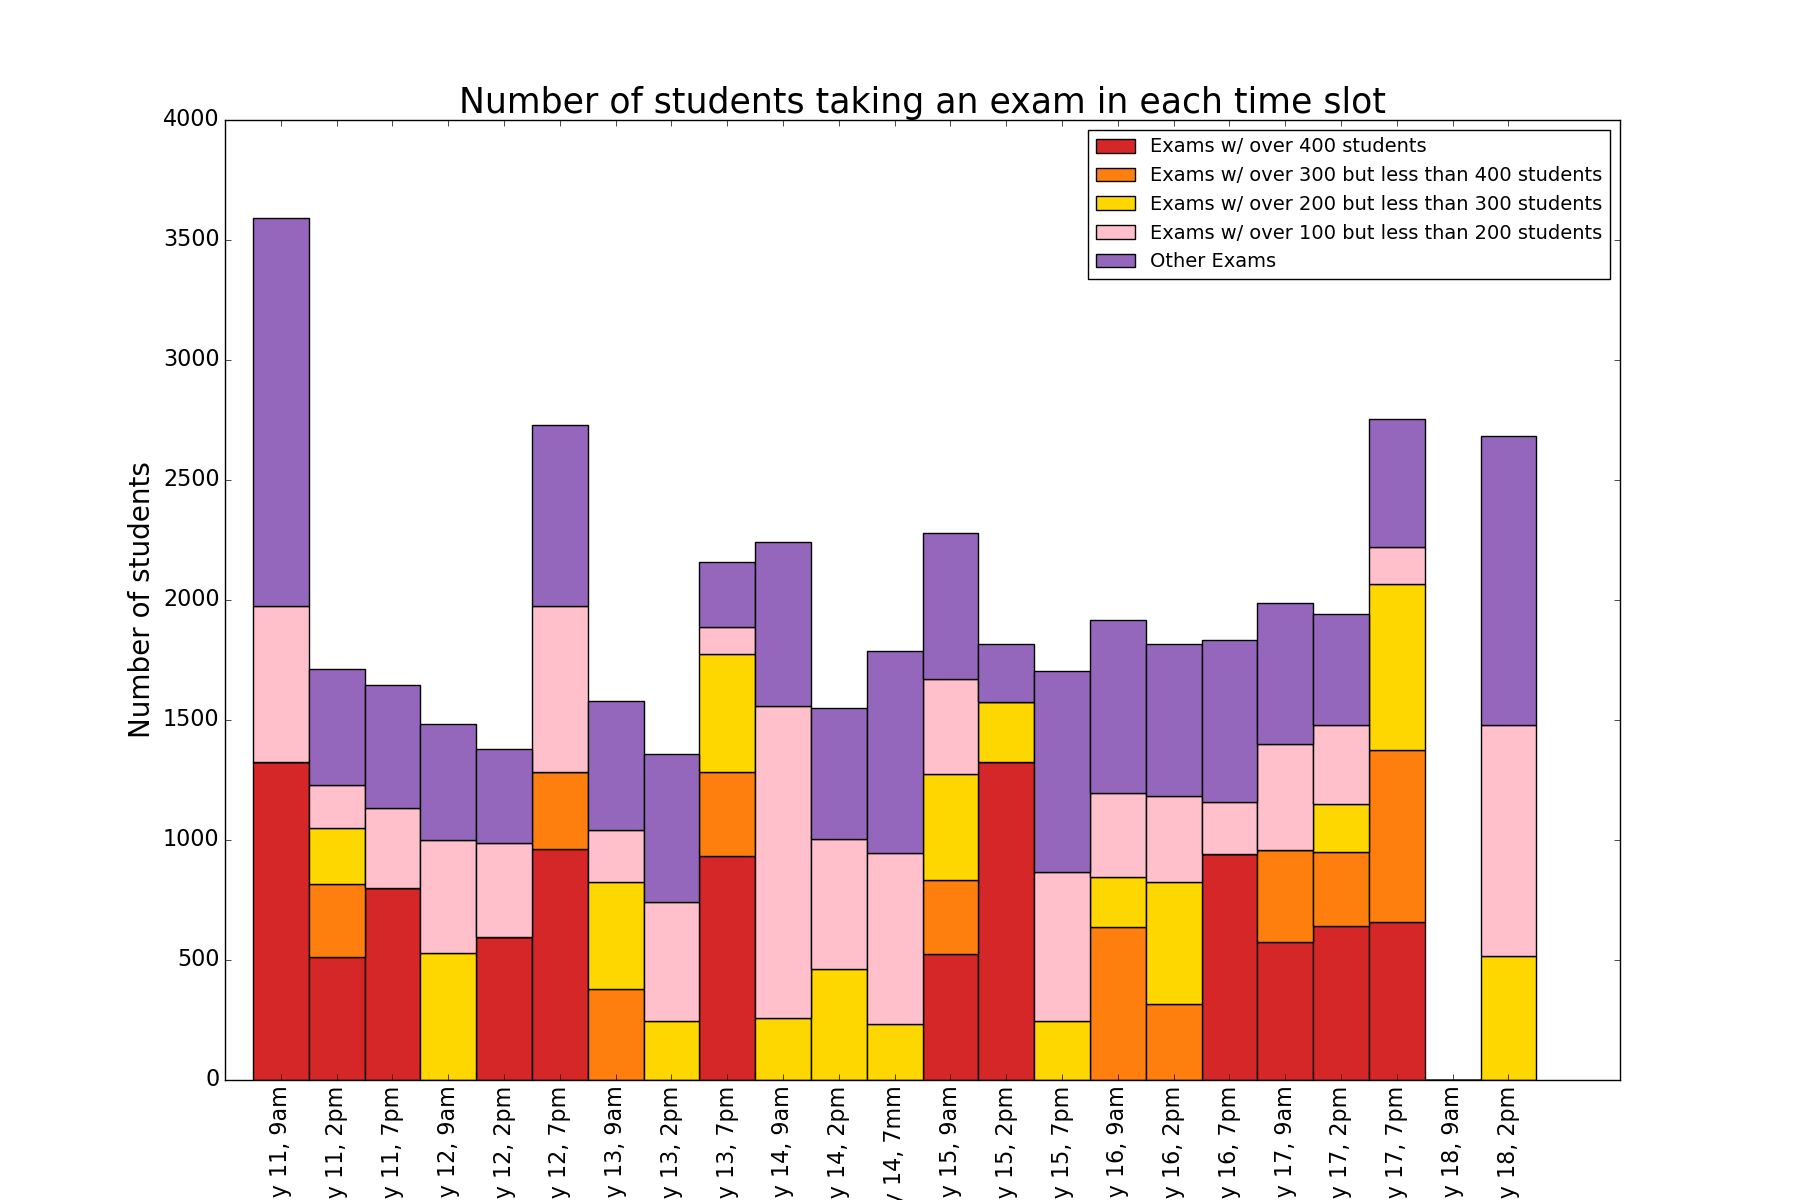 Number of students taking an exam in each time slot
Number of students
4000
3500
3000
2500
2000
1500
1000
500
0
Exams w/ over 400 students
Exams w/ over 300 but less than 400 students
Exams w/ over 200 but less than 300 students
Exams w/ over 100 but less than 200 students
Other Exams
y 11, 9am
y 11, 2pm
y 11, 7pm
y 12, 9am
y 12, 2pm
y 12, 7pm
y 13, 9am
y 13, 2pm
y 13, 7pm
y 14, 9am
y 14, 2pm
y 14, 7mm
y 15, 9am
y 15, 2pm
y 15, 7pm
y 16, 9am
y 16, 2pm
y 16, 7pm
y 17, 9am
y 17, 2pm
y 17, 7pm
y 18, 9am
y 18, 2pm